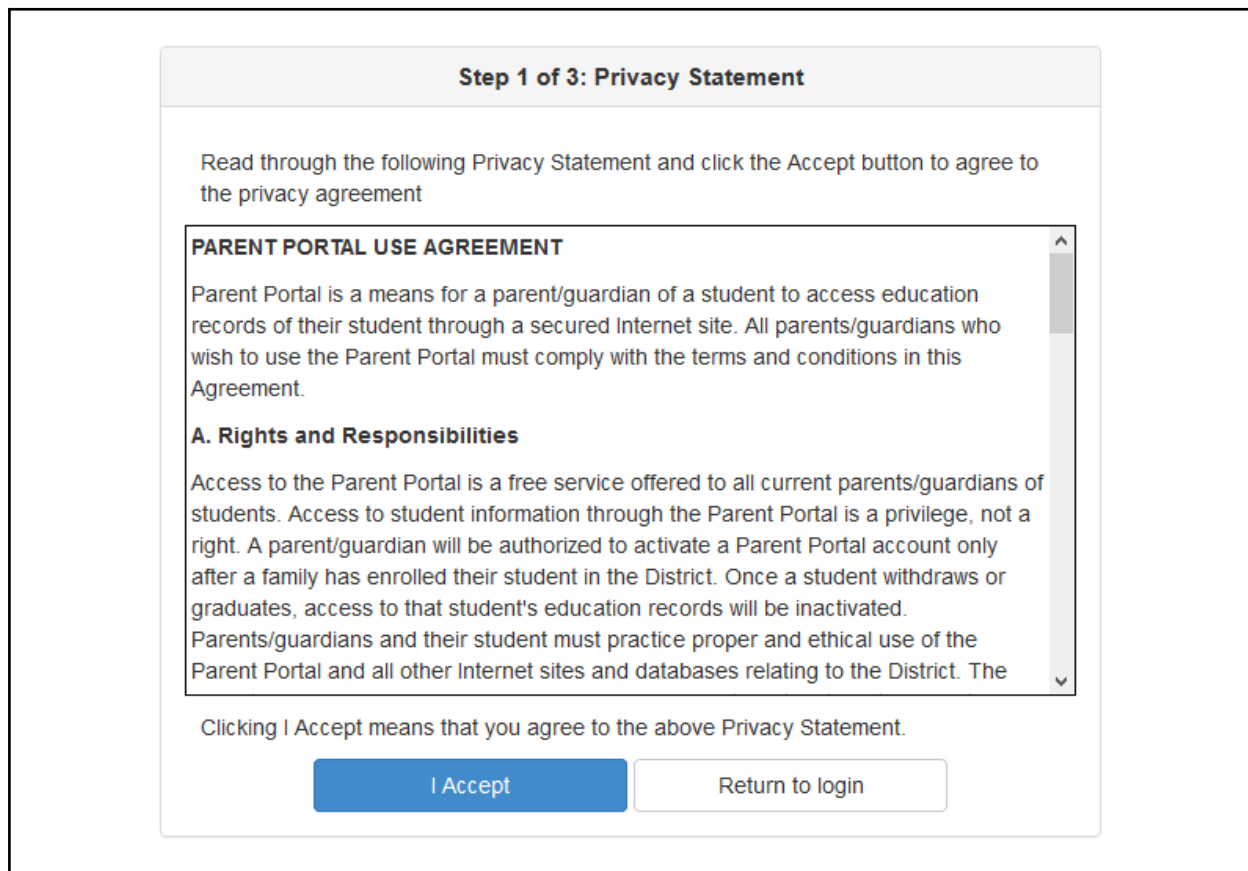 Step 1 of 3: Privacy Statement
Read through the following Privacy Statement and click the Accept button to agree to
the privacy agreement
PARENT PORTAL USE AGREEMENT
Parent Portal is a means for a parent/guardian of a student to access education
records of their student through a secured Internet site. All parents/guardians who
wish to use the Parent Portal must comply with the terms and conditions in this
Agreement.
A. Rights and Responsibilities
Access to the Parent Portal is a free service offered to all current parents/guardians of
students. Access to student information through the Parent Portal is a privilege, not a
right. A parent/guardian will be authorized to activate a Parent Portal account only
after a family has enrolled their student in the District. Once a student withdraws or
graduates, access to that student's education records will be inactivated.
Parents/guardians and their student must practice proper and ethical use of the
Parent Portal and all other Internet sites and databases relating to the District. The
Clicking I Accept means that you agree to the above Privacy Statement.
I Accept
Return to login